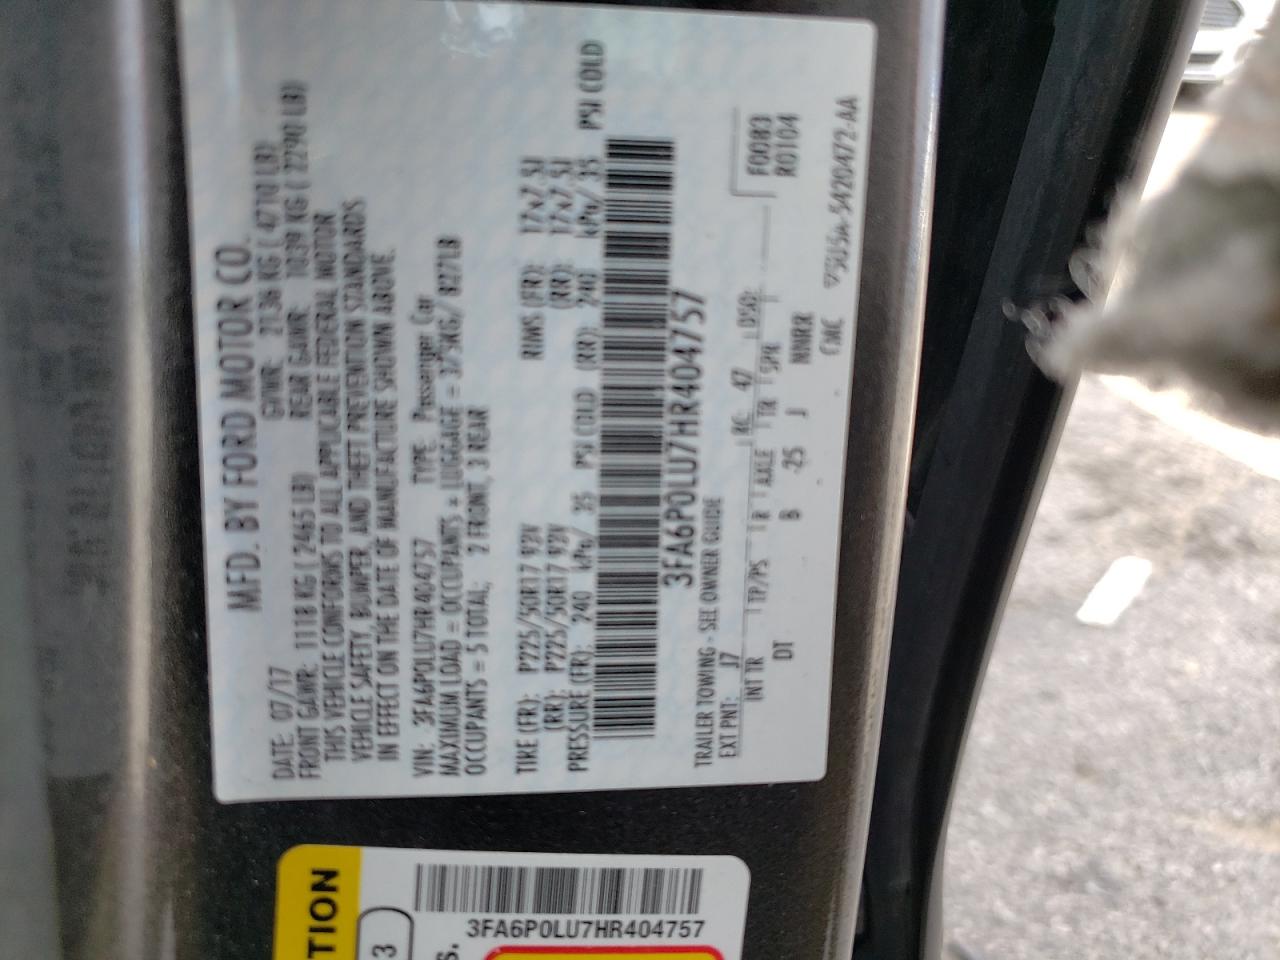 MFD. BY FORD MOTOR CO.
DATE: 07/17 GVWR: 2136 KG ( 4710 LB)
FRONT GAWR: 1118 KG ( 2465 LB) REAR GAWR: 1039 KG ( 2290 LB)
THIS VEHICLE CONFORMS TO ALL APPLICABLE FEDERAL MOTOR
VEHICLE SAFETY, BUMPER, AND THEFT PREVENTION STANDARDS
IN EFFECT ON THE DATE OF MANUFACTURE SHOWN ABOVE.
VIN: 3FA6P0LU7HR404757 TYPE: Passenger Car
MAXIMUM LOAD = OCCUPANTS + LUGGAGE = 375KG/ 827LB
OCCUPANTS = 5 TOTAL; 2 FRONT, 3 REAR
TIRE (FR): P225/50R17 93V RIMS (FR): 17x7.5J
(RR): P225/50R17 93V (RR): 17x7.5J
PRESSURE (FR): 240 kPa/ 35 PSI COLD (RR): 240 kPa/ 35 PSI COLD
3FA6P0LU7HR404757
TRAILER TOWING - SEE OWNER GUIDE
EXT PNT: J7 RC: 47 DSO: F0083
INT TR TP/PS R AXLE TR SPR R0104
DT B 25 J NNRR
CMC 5U5A-5420472-AA
TION
3
3FA6P0LU7HR404757
S.